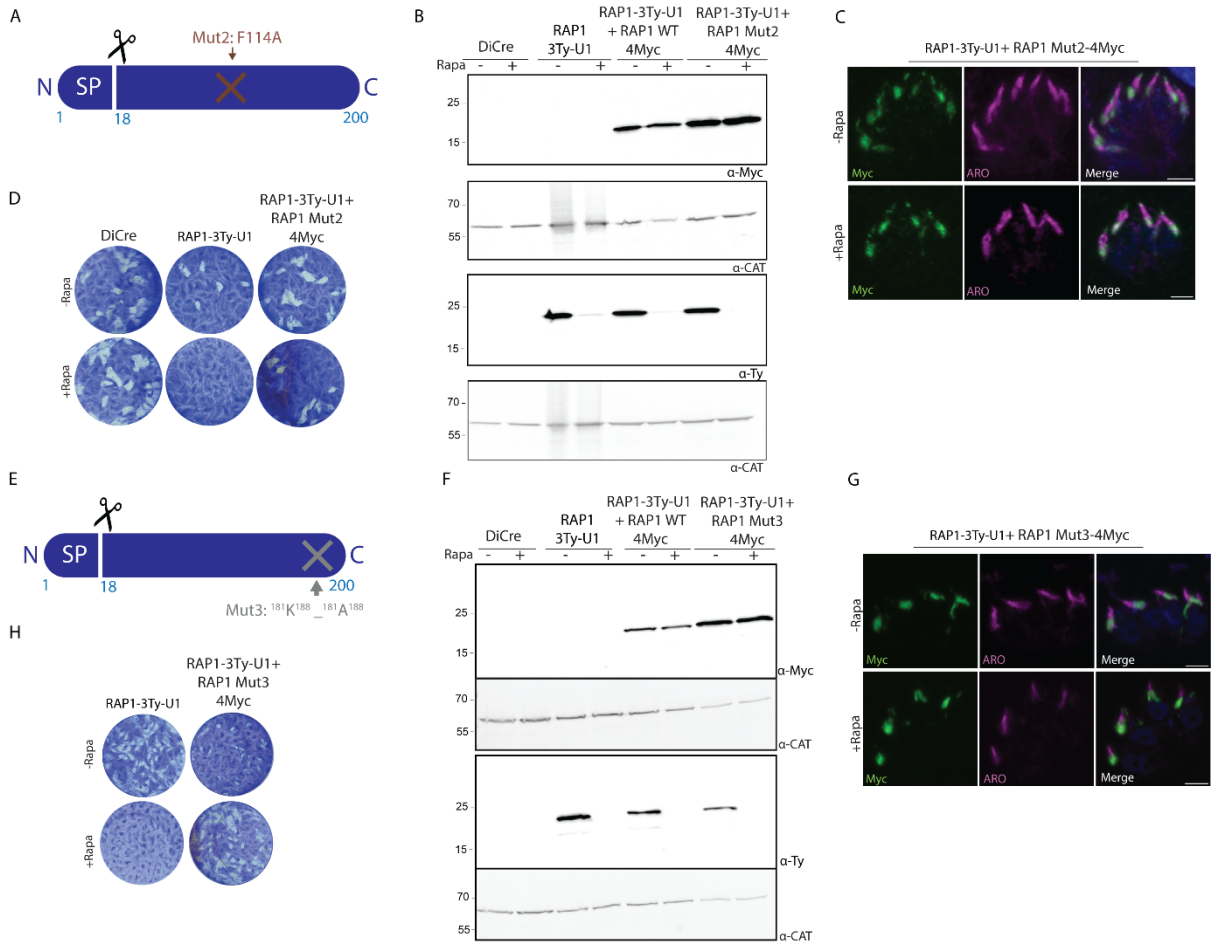 A
Mut2: F114A
N
SP
C
1
18
200
B
DiCre
RAP1
3Ty-U1
RAP1-3Ty-U1
+ RAP1 WT
4Myc
RAP1-3Ty-U1+
RAP1 Mut2
4Myc
Rapa
- + - + - + - +
25
15
α-Myc
70
55
α-CAT
25
15
α-Ty
70
55
α-CAT
C
RAP1-3Ty-U1+ RAP1 Mut2-4Myc
-Rapa
Myc
ARO
Merge
+Rapa
Myc
ARO
Merge
D
DiCre
RAP1-3Ty-U1
RAP1-3Ty-U1+
RAP1 Mut2
4Myc
-Rapa
+Rapa
E
N
SP
C
1
18
200
Mut3: ¹⁸¹K¹⁸⁸_¹⁸¹A¹⁸⁸
F
DiCre
RAP1
3Ty-U1
RAP1-3Ty-U1
+ RAP1 WT
4Myc
RAP1-3Ty-U1+
RAP1 Mut3
4Myc
Rapa
- + - + - + - +
25
15
α-Myc
70
55
α-CAT
25
15
α-Ty
70
55
α-CAT
G
RAP1-3Ty-U1+ RAP1 Mut3-4Myc
-Rapa
Myc
ARO
Merge
+Rapa
Myc
ARO
Merge
H
RAP1-3Ty-U1
RAP1-3Ty-U1+
RAP1 Mut3
4Myc
-Rapa
+Rapa